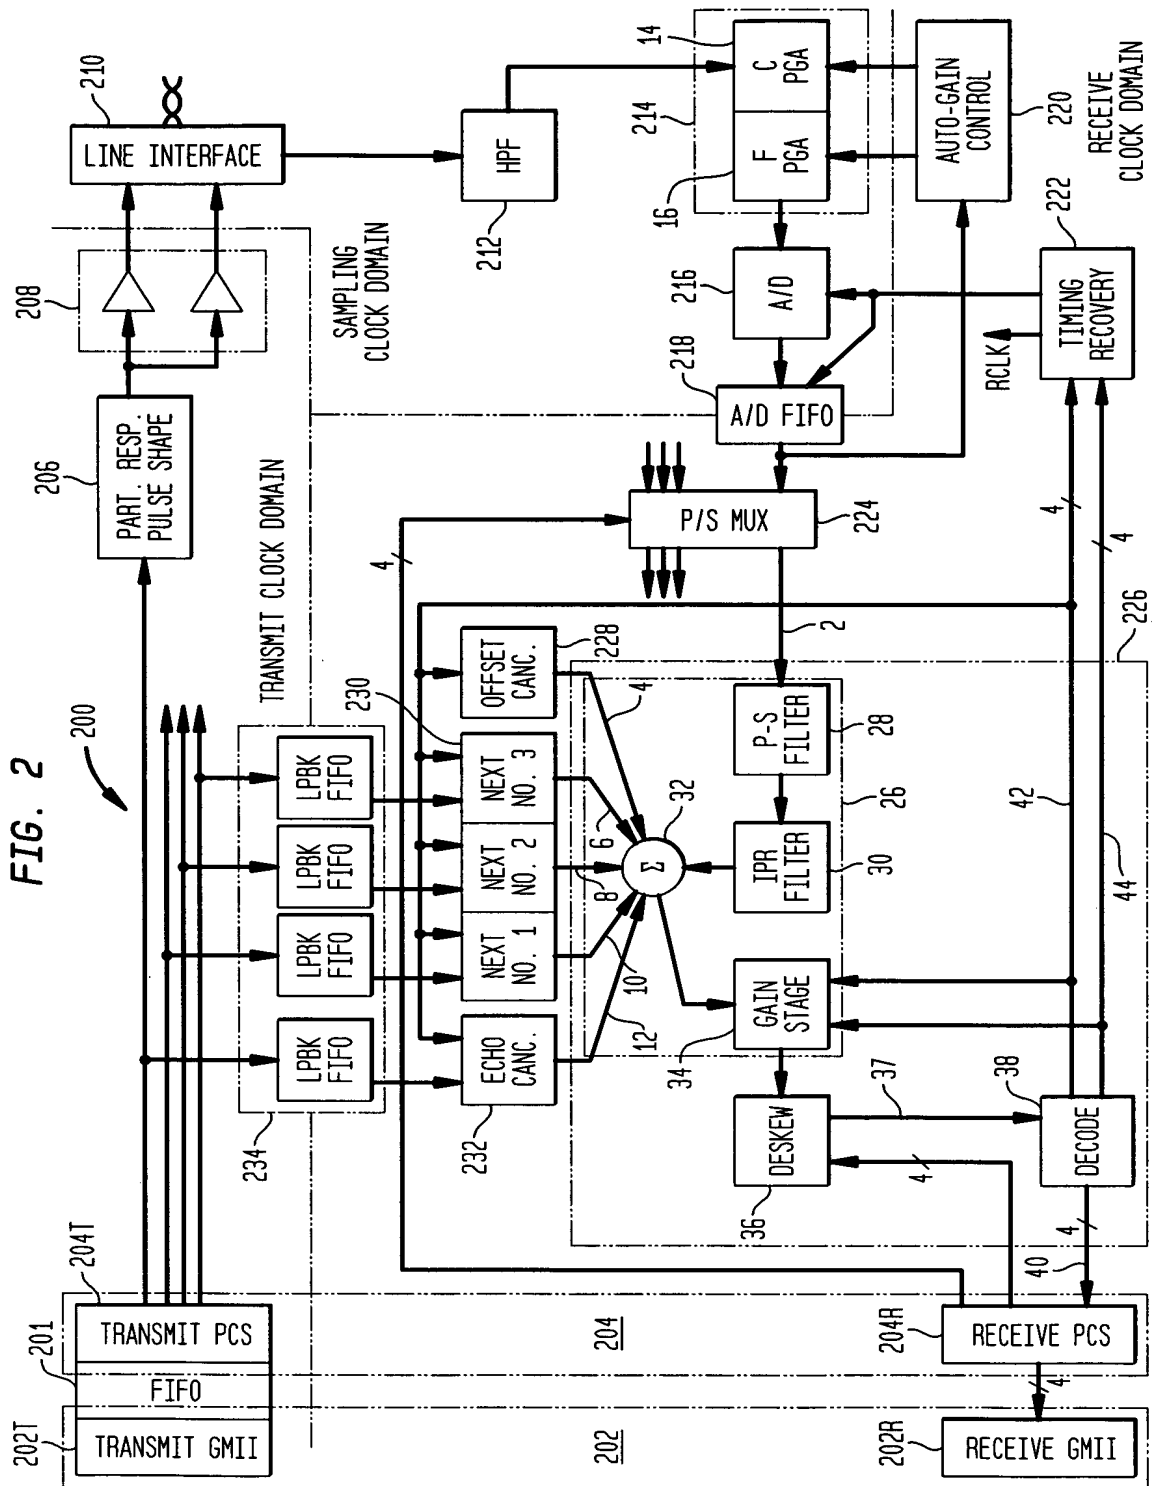 FIG. 2
200
202T
201
204T
TRANSMIT GMII
FIFO
TRANSMIT PCS
206
PART. RESP.
PULSE SHAPE
208
210
LINE INTERFACE
TRANSMIT CLOCK DOMAIN
SAMPLING
CLOCK DOMAIN
234
LPBK
FIFO
LPBK
FIFO
LPBK
FIFO
LPBK
FIFO
212
HPF
232
ECHO
CANC.
NEXT
NO. 1
NEXT
NO. 2
NEXT
NO. 3
230
OFFSET
CANC.
228
4
12
10
8
6
4
Σ
32
P/S MUX
224
2
218
A/D FIFO
216
A/D
214
16
F
PGA
14
C
PGA
36
DESKEW
34
GAIN
STAGE
IPR
FILTER
30
P-S
FILTER
28
26
AUTO-GAIN
CONTROL
220
RECEIVE
CLOCK DOMAIN
37
4
38
DECODE
40
4
42
44
4
4
226
RCLK
TIMING
RECOVERY
222
202
204
202R
RECEIVE GMII
4
204R
RECEIVE PCS